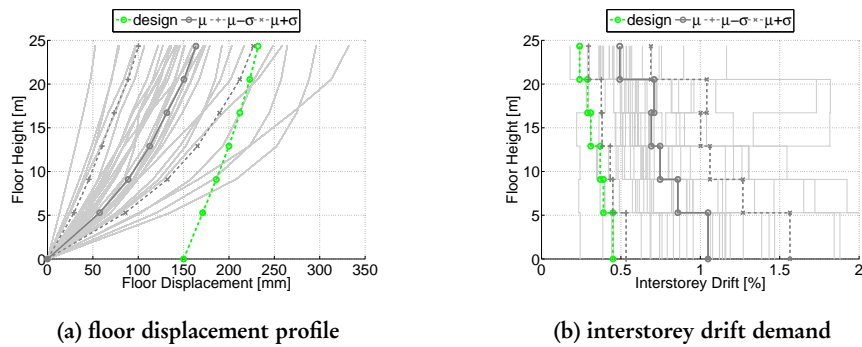 design μ μ−σ μ+σ
25
20
15
10
5
0
Floor Height [m]
0 50 100 150 200 250 300 350
Floor Displacement [mm]
(a) floor displacement profile
design μ μ−σ μ+σ
25
20
15
10
5
0
Floor Height [m]
0 0.5 1 1.5 2
Interstorey Drift [%]
(b) interstorey drift demand